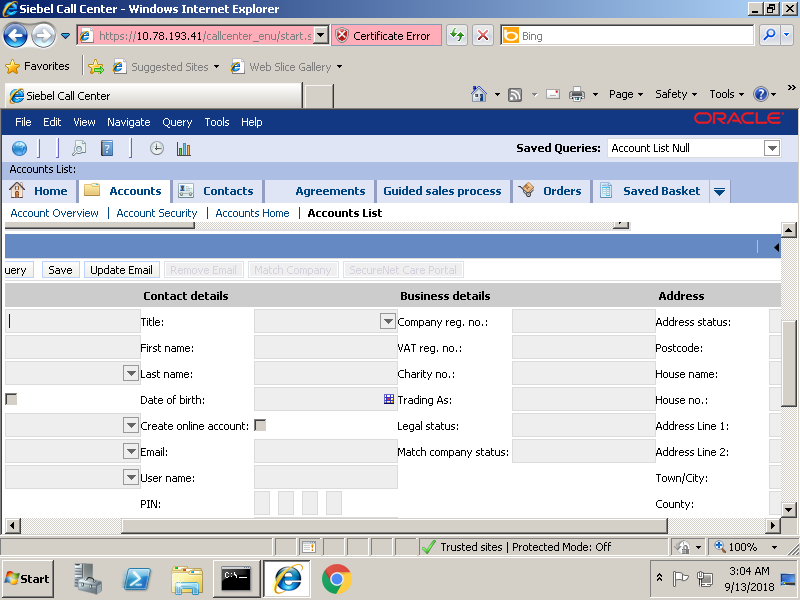 Siebel Call Center - Windows Internet Explorer
https://10.78.193.41/callcenter_enu/start.s
Certificate Error
Bing
Favorites
Suggested Sites
Web Slice Gallery
Siebel Call Center
Page
Safety
Tools
File Edit View Navigate Query Tools Help
ORACLE
Saved Queries: Account List Null
Accounts List:
Home Accounts Contacts Agreements Guided sales process Orders Saved Basket
Account Overview | Account Security | Accounts Home | Accounts List
uery Save Update Email Remove Email Match Company SecureNet Care Portal
Contact details Business details Address
Title: Company reg. no.: Address status:
First name: VAT reg. no.: Postcode:
Last name: Charity no.: House name:
Date of birth: Trading As: House no.:
Create online account: Legal status: Address Line 1:
Email: Match company status: Address Line 2:
User name: Town/City:
PIN: County:
Trusted sites | Protected Mode: Off
100%
Start
C:\.
3:04 AM
9/13/2018